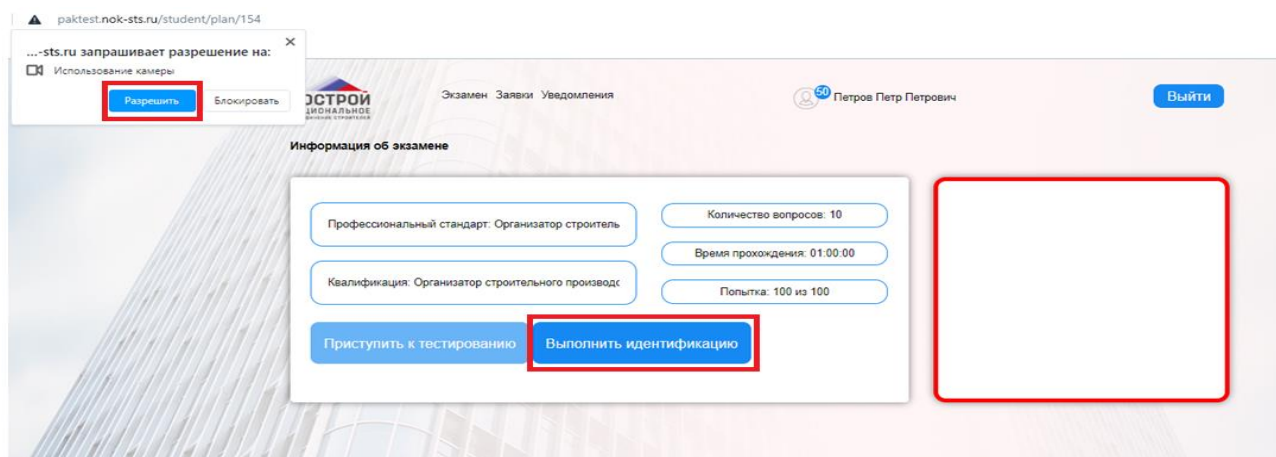 paktest.nok-sts.ru/student/plan/154
...-sts.ru запрашивает разрешение на:
Использование камеры
Разрешить Блокировать
ОСТРОЙ
Экзамен Заявки Уведомления
50 Петров Петр Петрович
Выйти
Информация об экзамене
Профессиональный стандарт: Организатор строитель
Количество вопросов: 10
Время прохождения: 01:00:00
Квалификация: Организатор строительного производс
Попытка: 100 из 100
Приступить к тестированию Выполнить идентификацию